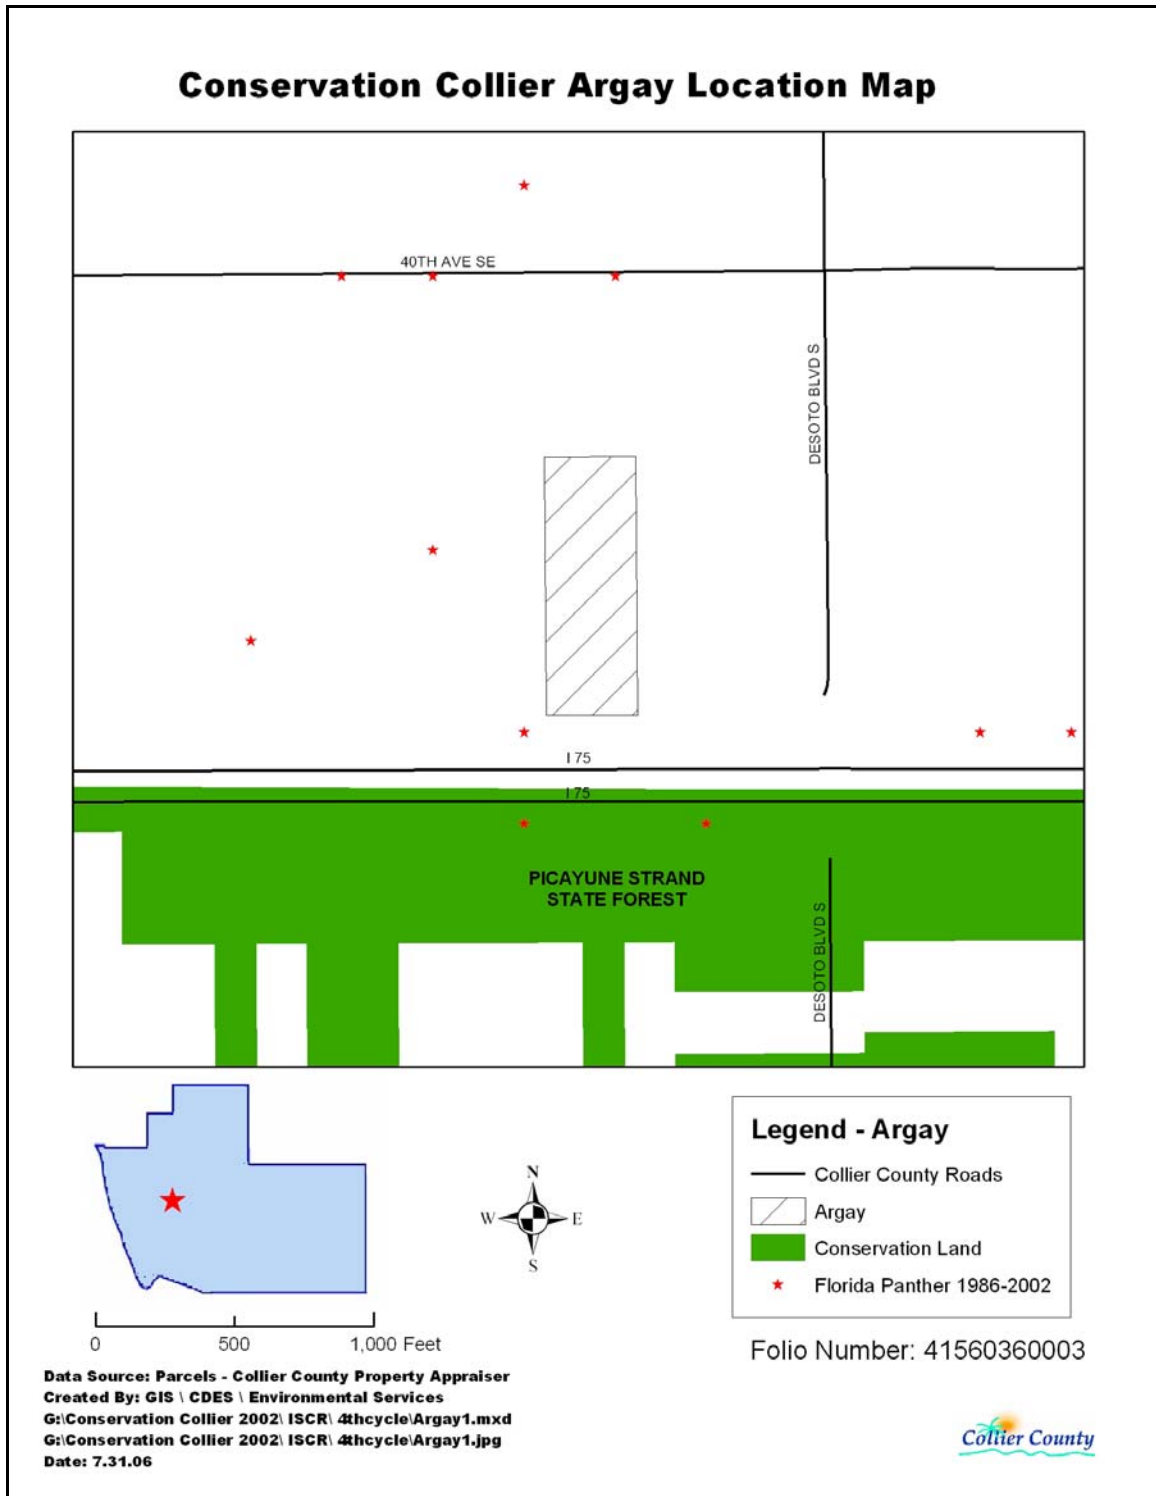 Conservation Collier Argay Location Map
40TH AVE SE
DESOTO BLVD S
I 75
I 75
PICAYUNE STRAND
STATE FOREST
DESOTO BLVD S
N
W
E
S
0
500
1,000 Feet
Legend - Argay
Collier County Roads
Argay
Conservation Land
Florida Panther 1986-2002
Folio Number: 41560360003
Data Source: Parcels - Collier County Property Appraiser
Created By: GIS \ CDES \ Environmental Services
G:\Conservation Collier 2002\ ISCR\ 4thcycle\Argay1.mxd
G:\Conservation Collier 2002\ ISCR\ 4thcycle\Argay1.jpg
Date: 7.31.06
Collier County